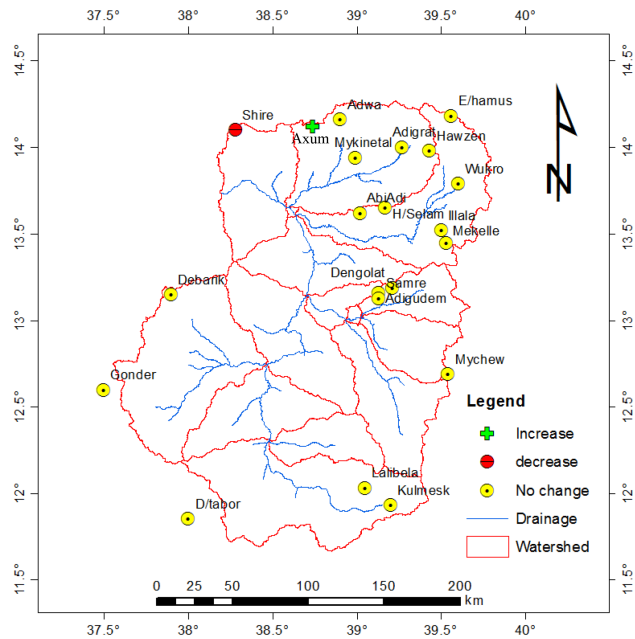 37.5° 38° 38.5° 39° 39.5° 40°
14.5° 14.5°
E/hamus
Shire Adwa
Axum
14° Mykinetal Adigrat Hawzen 14°
Wukro
AbiAdi
H/Selam Illala
13.5° Mekelle 13.5°
Dengolat
Debarik Samre
Adigudem
13° 13°
Mychew
Gonder
12.5° Legend 12.5°
Increase
decrease
Lalibela
12° Kulmesk No change 12°
D/tabor
Drainage
Watershed
11.5° 11.5°
0 25 50 100 150 200
km
37.5° 38° 38.5° 39° 39.5° 40°
N